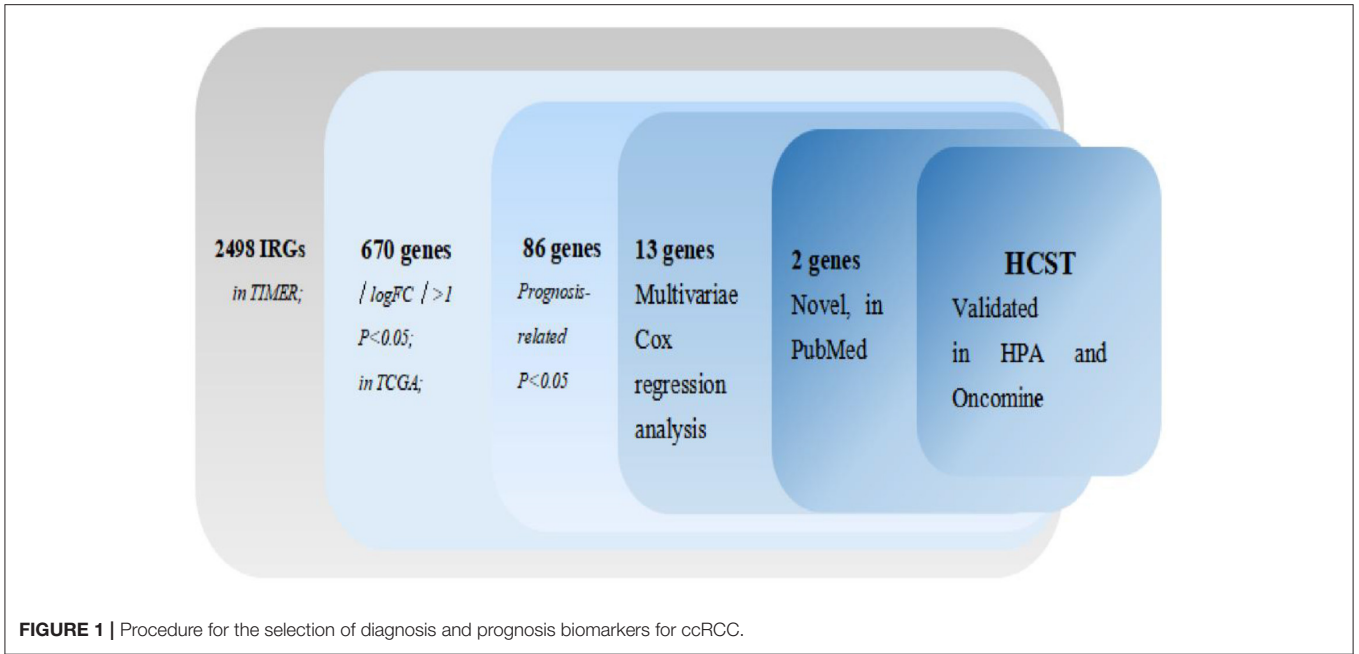 2498 IRGs
in TIMER;
670 genes
/ logFC / >1
P<0.05;
in TCGA;
86 genes
Prognosis-
related
P<0.05
13 genes
Multivariae
Cox
regression
analysis
2 genes
Novel, in
PubMed
HCST
Validated
in HPA and
Oncomine
FIGURE 1 | Procedure for the selection of diagnosis and prognosis biomarkers for ccRCC.